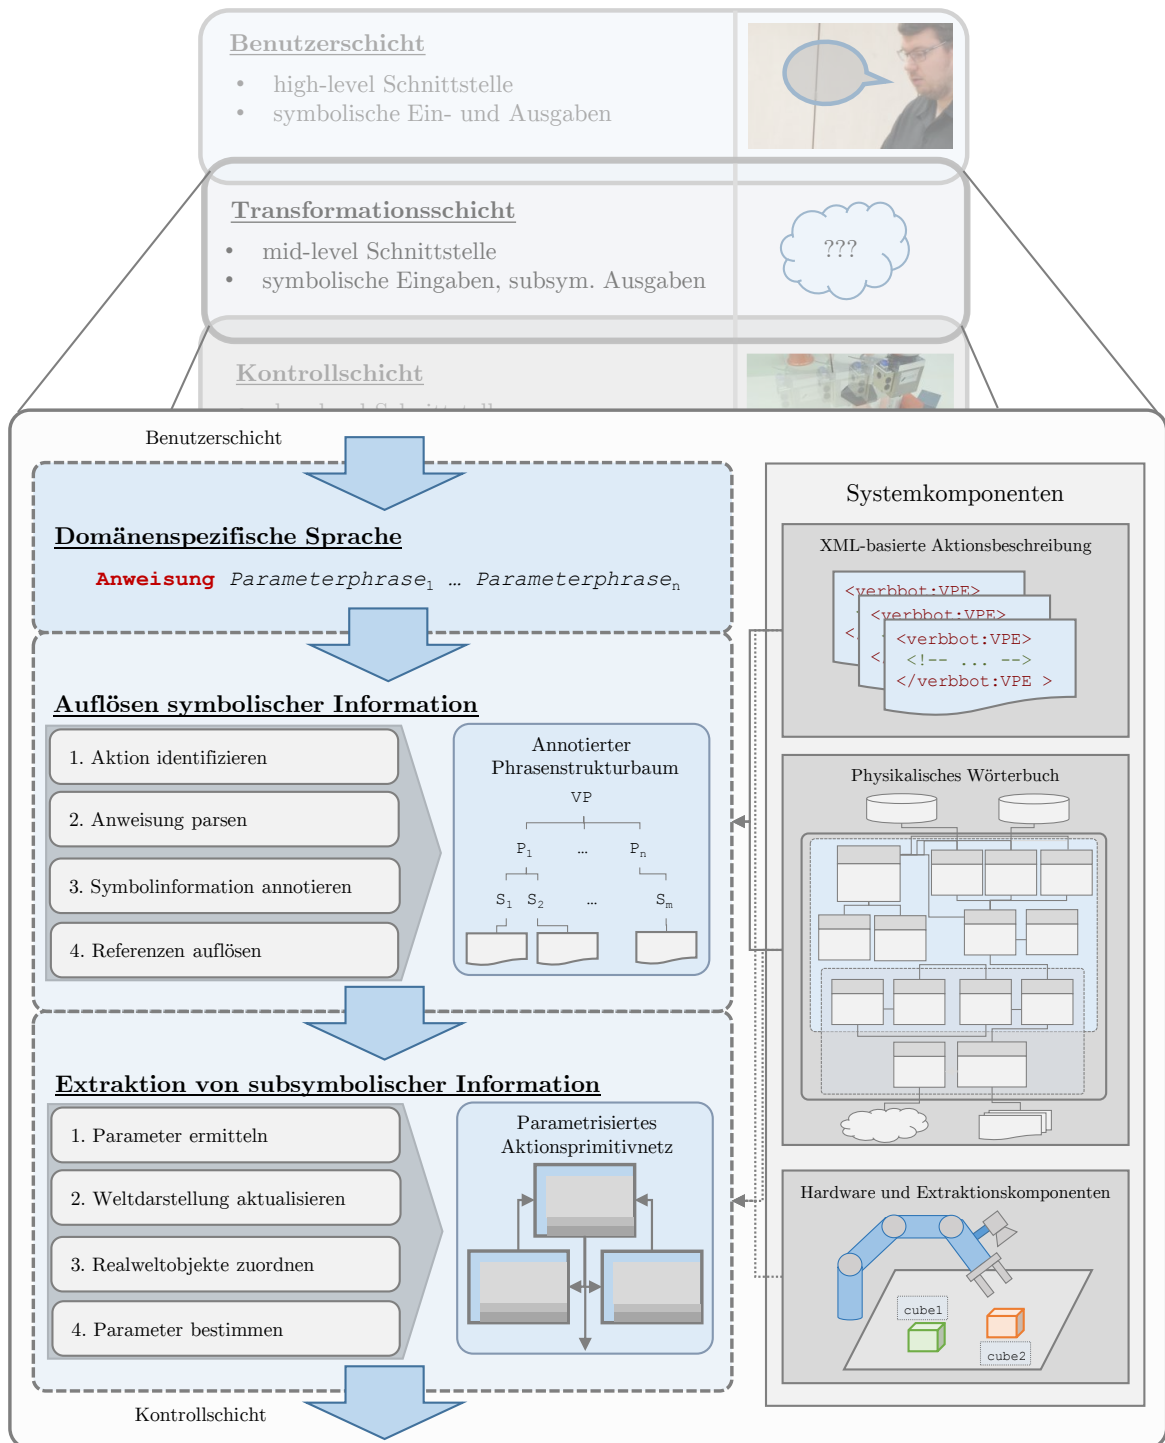 Benutzerschicht
• high-level Schnittstelle
• symbolische Ein- und Ausgaben
Transformationsschicht
• mid-level Schnittstelle
• symbolische Eingaben, subsym. Ausgaben
???
Kontrollschicht
Benutzerschicht
Domänenspezifische Sprache
Anweisung Parameterphrase1 … Parameterphrasen
Auflösen symbolischer Information
1. Aktion identifizieren
2. Anweisung parsen
3. Symbolinformation annotieren
4. Referenzen auflösen
Annotierter
Phrasenstrukturbaum
VP
P1 … Pn
S1 S2 … Sm
Extraktion von subsymbolischer Information
1. Parameter ermitteln
2. Weltdarstellung aktualisieren
3. Realweltobjekte zuordnen
4. Parameter bestimmen
Parametrisiertes
Aktionsprimitivnetz
Kontrollschicht
Systemkomponenten
XML-basierte Aktionsbeschreibung
<verbbot:VPE>
<verbbot:VPE>
<verbbot:VPE>
<!-- ... -->
</verbbot:VPE >
Physikalisches Wörterbuch
Hardware und Extraktionskomponenten
cube1
cube2